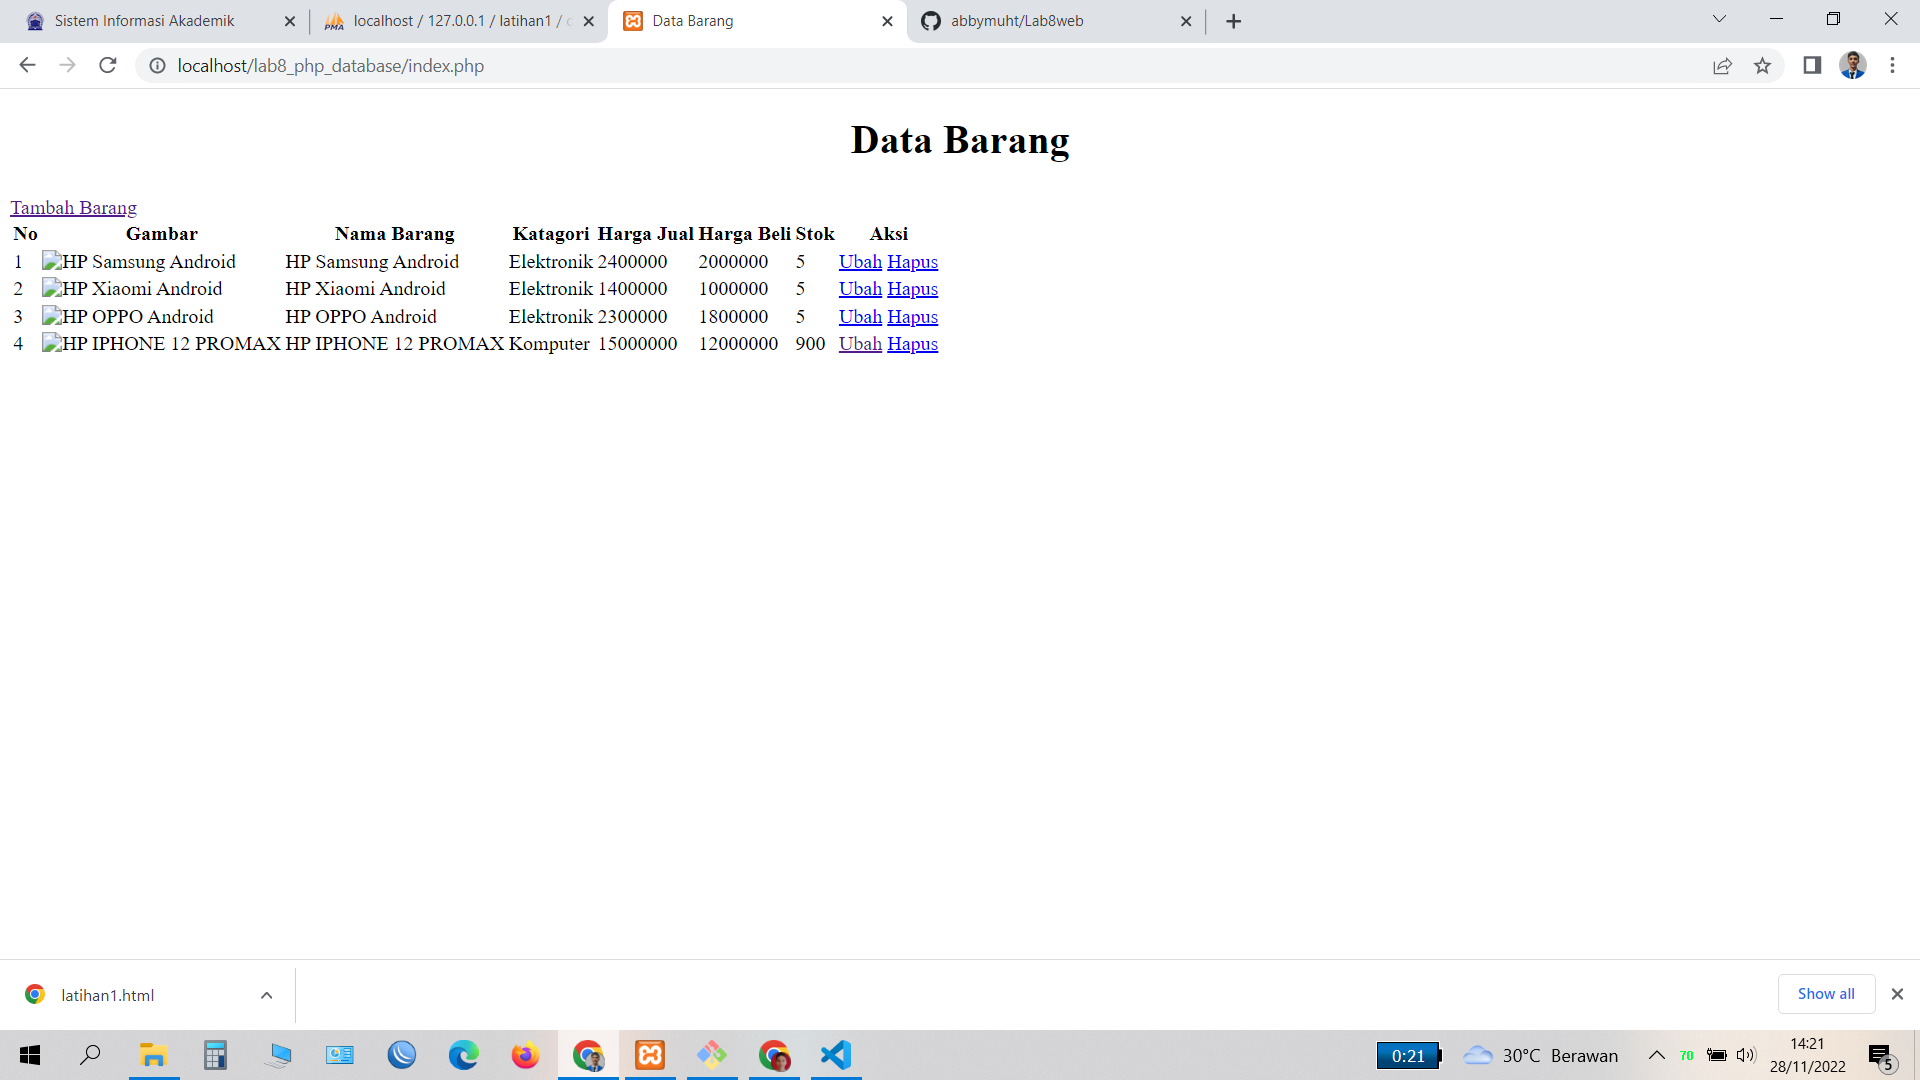 Sistem Informasi Akademik
localhost / 127.0.0.1 / latihan1 /
Data Barang
abbymuht/Lab8web
localhost/lab8_php_database/index.php
Data Barang
Tambah Barang
No Gambar Nama Barang Katagori Harga Jual Harga Beli Stok Aksi
1 HP Samsung Android HP Samsung Android Elektronik 2400000 2000000 5 Ubah Hapus
2 HP Xiaomi Android HP Xiaomi Android Elektronik 1400000 1000000 5 Ubah Hapus
3 HP OPPO Android HP OPPO Android Elektronik 2300000 1800000 5 Ubah Hapus
4 HP IPHONE 12 PROMAX HP IPHONE 12 PROMAX Komputer 15000000 12000000 900 Ubah Hapus
latihan1.html
Show all
0:21
30°C Berawan
70
14:21
28/11/2022
5
PMA